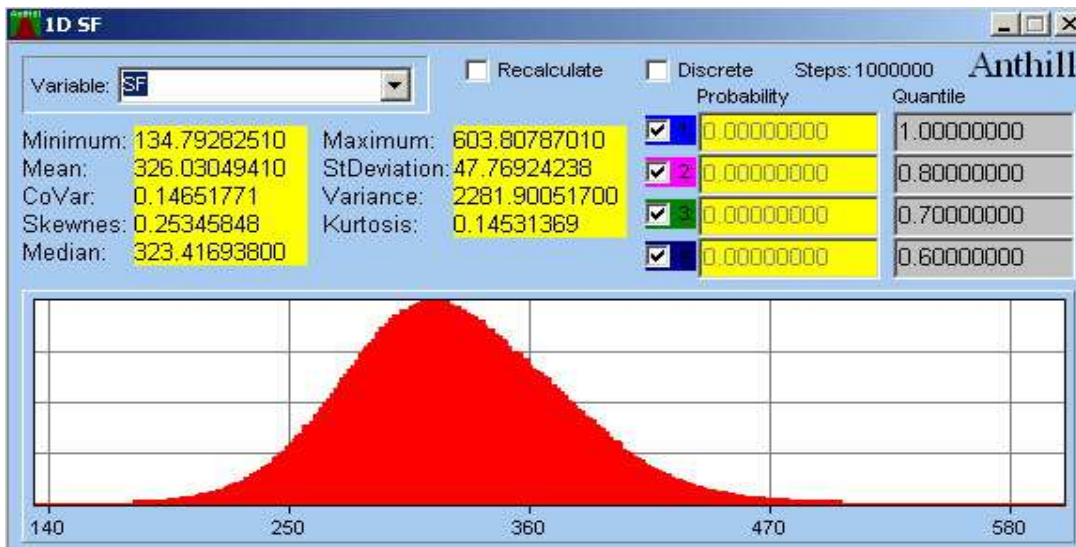 Anthill
1D SF
Variable: SF
Recalculate
Discrete
Steps: 1000000
Anthill
Probability
Quantile
Minimum: 134.79282510
Maximum: 603.80787010
Mean: 326.03049410
StDeviation: 47.76924238
CoVar: 0.14651771
Variance: 2281.90051700
Skewnes: 0.25345848
Kurtosis: 0.14531369
Median: 323.41693800
1 0.00000000 1.00000000
2 0.00000000 0.80000000
3 0.00000000 0.70000000
0.00000000 0.60000000
140 250 360 470 580